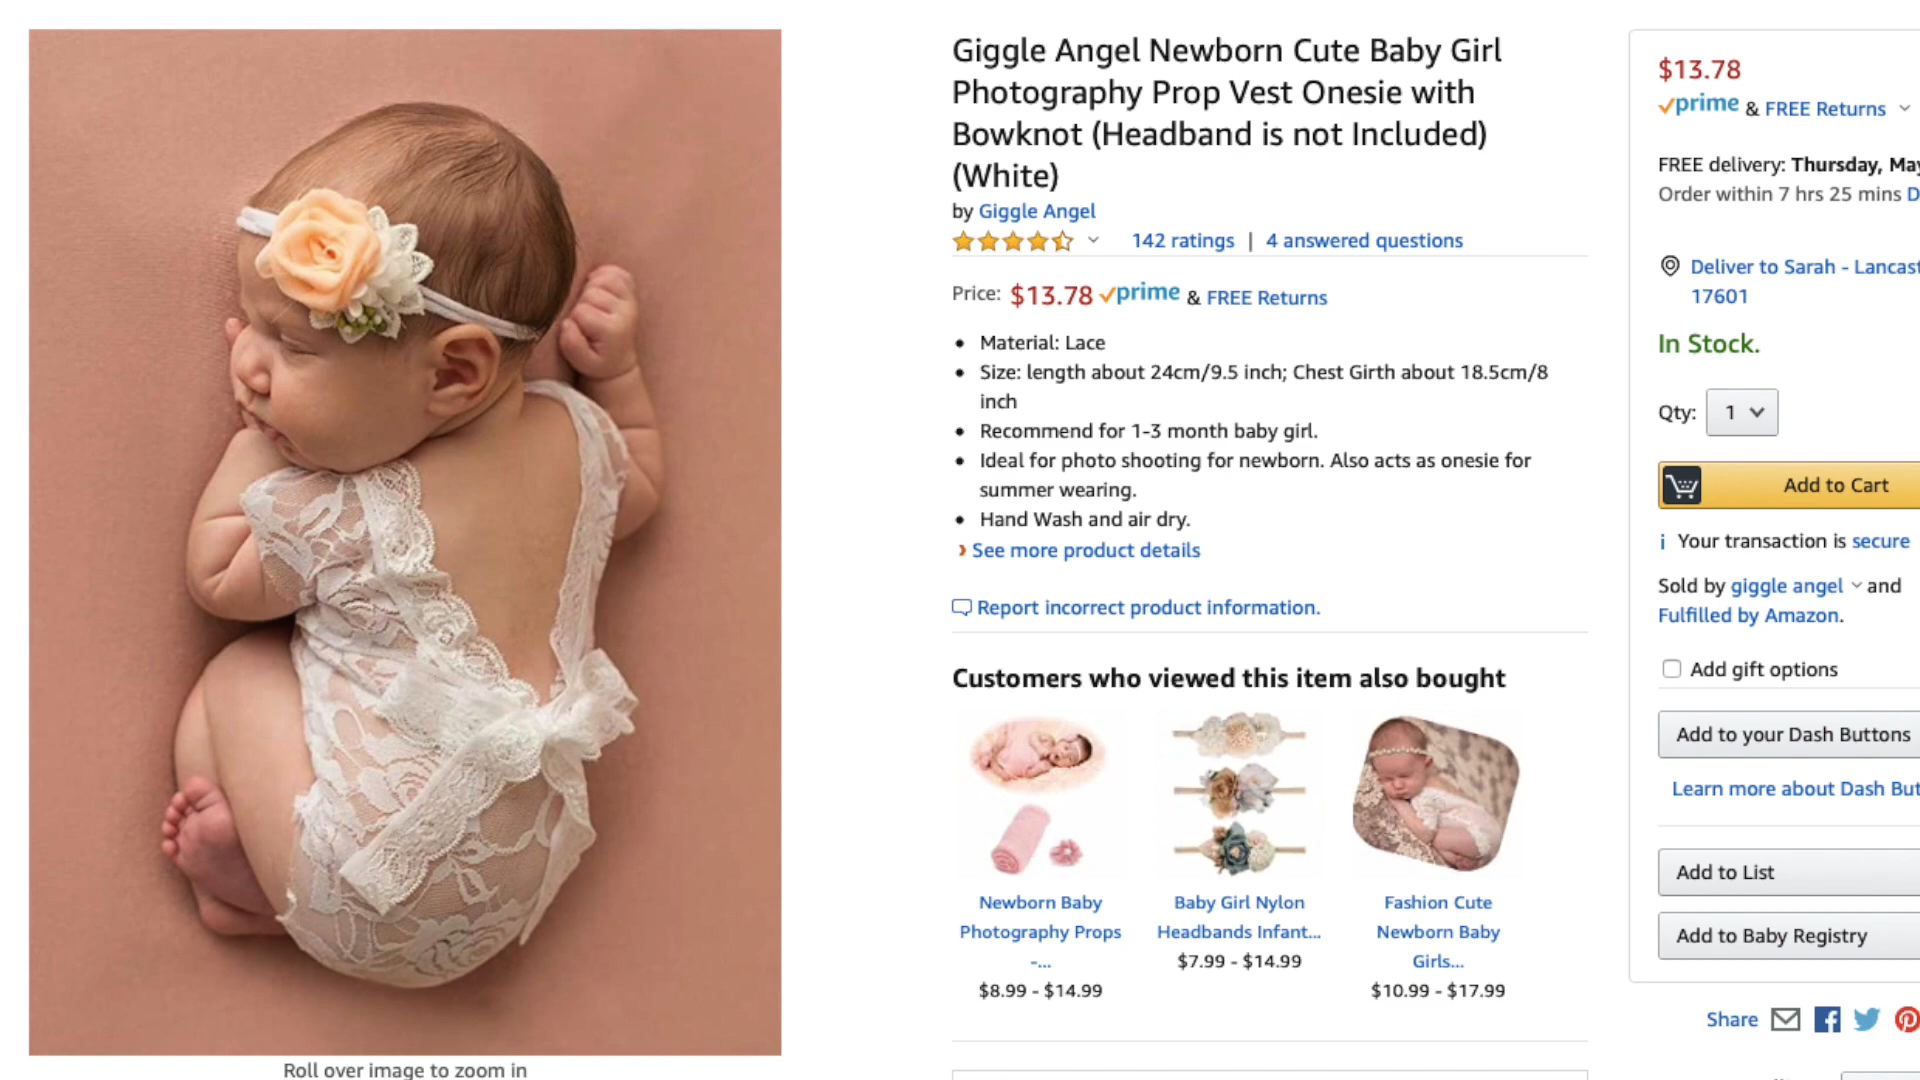 Giggle Angel Newborn Cute Baby Girl
Photography Prop Vest Onesie with
Bowknot (Headband is not Included)
(White)
by Giggle Angel
142 ratings | 4 answered questions
Price: $13.78 prime & FREE Returns
Material: Lace
Size: length about 24cm/9.5 inch; Chest Girth about 18.5cm/8
inch
Recommend for 1-3 month baby girl.
Ideal for photo shooting for newborn. Also acts as onesie for
summer wearing.
Hand Wash and air dry.
› See more product details
Report incorrect product information.
Customers who viewed this item also bought
Newborn Baby
Photography Props
-...
$8.99 - $14.99
Baby Girl Nylon
Headbands Infant...
$7.99 - $14.99
Fashion Cute
Newborn Baby
Girls...
$10.99 - $17.99
$13.78
prime & FREE Returns
FREE delivery: Thursday, May
Order within 7 hrs 25 mins D
Deliver to Sarah - Lancast
17601
In Stock.
Qty: 1
Add to Cart
Your transaction is secure
Sold by giggle angel and
Fulfilled by Amazon.
Add gift options
Add to your Dash Buttons
Learn more about Dash But
Add to List
Add to Baby Registry
Share
Roll over image to zoom in